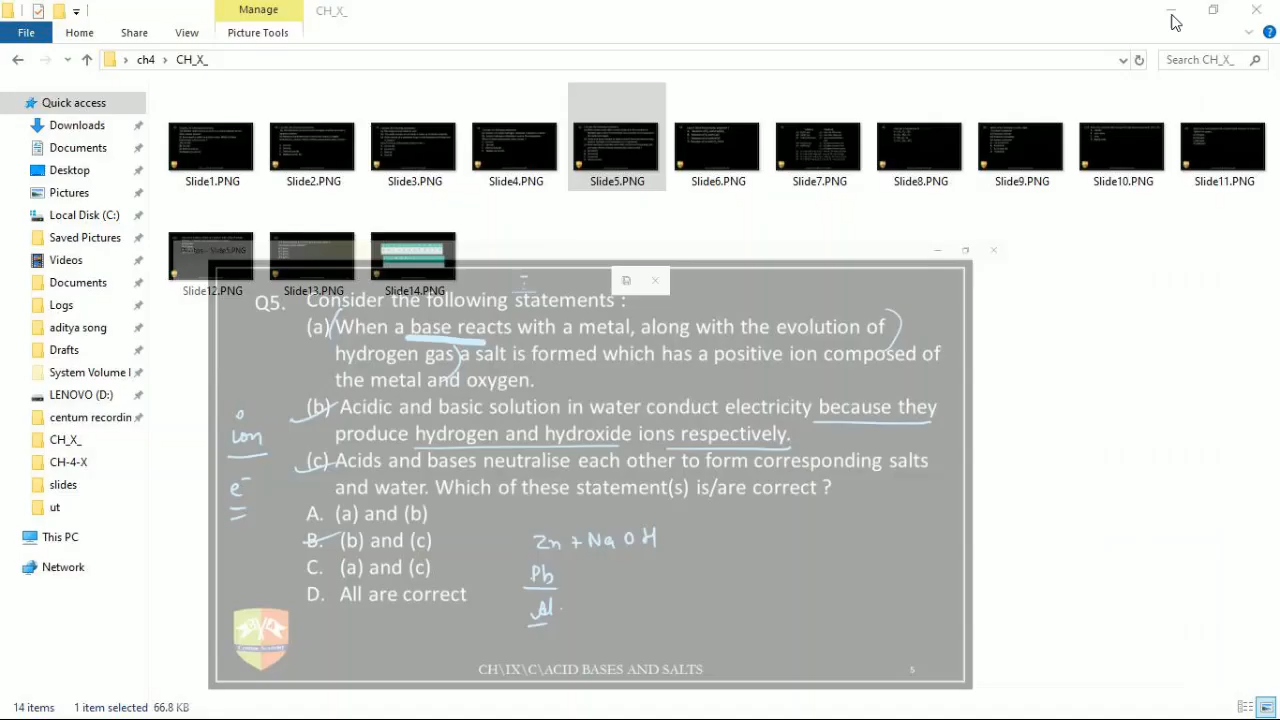 Manage
CH_X_
File
Home
Share
View
Picture Tools
ch4
CH_X_
Search CH_X_
Quick access
Downloads
Documents
Desktop
Pictures
Local Disk (C:)
Saved Pictures
Videos
Documents
Logs
aditya song
Drafts
System Volume I
LENOVO (D:)
centum recordin
CH_X_
CH-4-X
slides
ut
This PC
Network
Slide1.PNG
Slide2.PNG
Slide3.PNG
Slide4.PNG
Slide5.PNG
Slide6.PNG
Slide7.PNG
Slide8.PNG
Slide9.PNG
Slide10.PNG
Slide11.PNG
Slide12.PNG
Slide13.PNG
Slide14.PNG
Photos - Slide5.PNG
Q5. Consider the following statements :
(a) When a base reacts with a metal, along with the evolution of
hydrogen gas a salt is formed which has a positive ion composed of
the metal and oxygen.
(b) Acidic and basic solution in water conduct electricity because they
produce hydrogen and hydroxide ions respectively.
(c) Acids and bases neutralise each other to form corresponding salts
and water. Which of these statement(s) is/are correct ?
A. (a) and (b)
B. (b) and (c)
C. (a) and (c)
D. All are correct
ion
e-
Zn + NaOH
Pb
Al
CH\IX\C\ACID BASES AND SALTS
5
14 items
1 item selected 66.8 KB